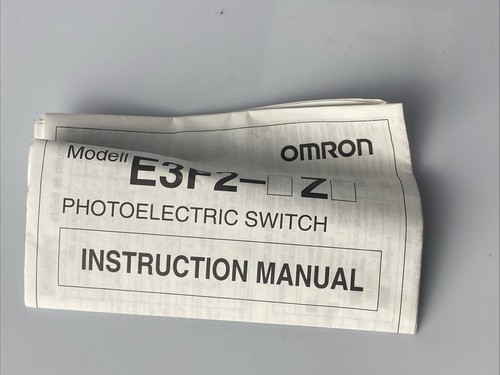 OMRON
Modell E3F2-□Z□
PHOTOELECTRIC SWITCH
INSTRUCTION MANUAL